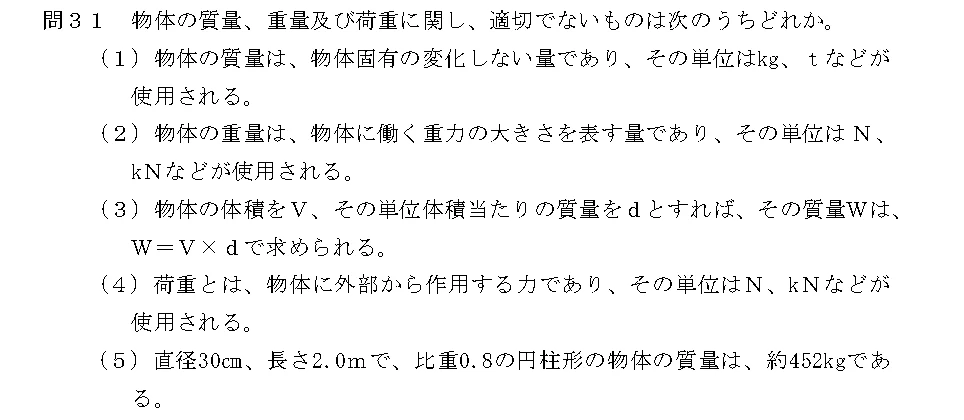 問３１　物体の質量、重量及び荷重に関し、適切でないものは次のうちどれか。
（１）物体の質量は、物体固有の変化しない量であり、その単位はkg、ｔなどが
使用される。
（２）物体の重量は、物体に働く重力の大きさを表す量であり、その単位はＮ、
kＮなどが使用される。
（３）物体の体積をＶ、その単位体積当たりの質量をｄとすれば、その質量Ｗは、
Ｗ＝Ｖ×ｄで求められる。
（４）荷重とは、物体に外部から作用する力であり、その単位はＮ、kＮなどが
使用される。
（５）直径30㎝、長さ2.0ｍで、比重0.8の円柱形の物体の質量は、約452kgであ
る。